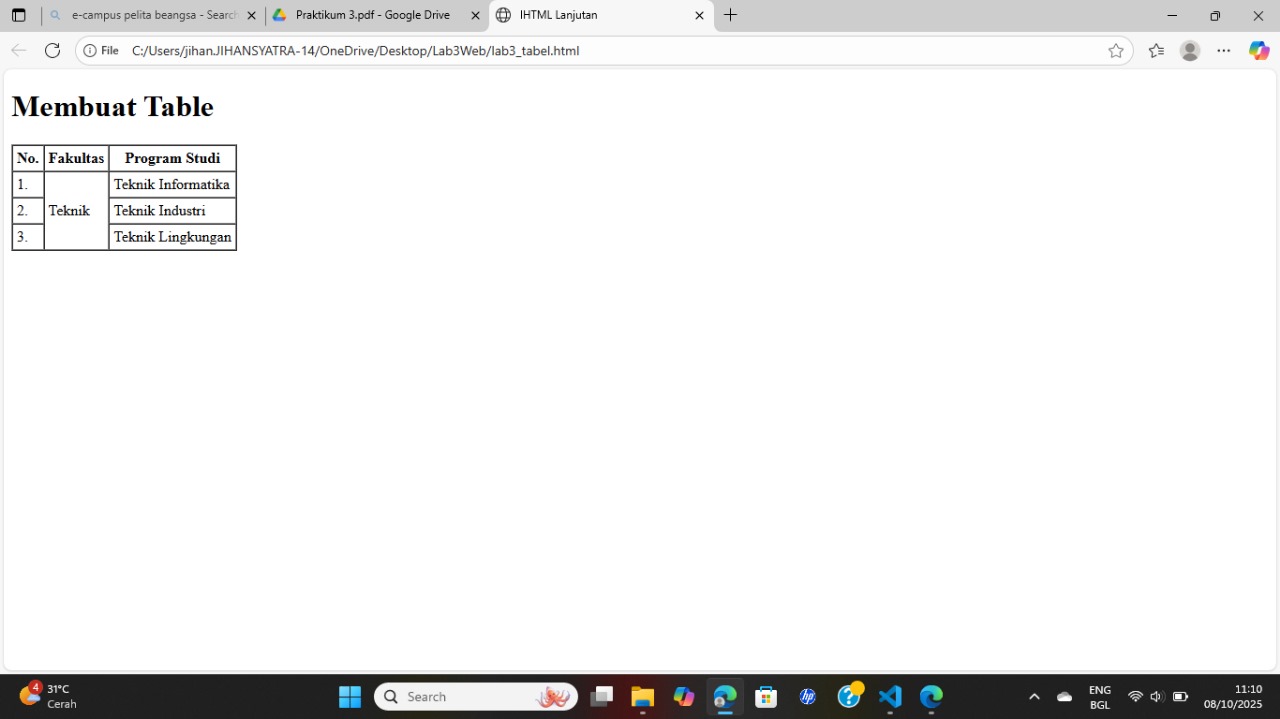 e-campus pelita beangsa - Search
Praktikum 3.pdf - Google Drive
IHTML Lanjutan
File
C:/Users/jihan.JIHANSYATRA-14/OneDrive/Desktop/Lab3Web/lab3_tabel.html
Membuat Table
No. Fakultas Program Studi
1. Teknik Informatika
2. Teknik Teknik Industri
3. Teknik Lingkungan
4
31°C
Cerah
Search
hp
?
ENG
BGL
11:10
08/10/2025